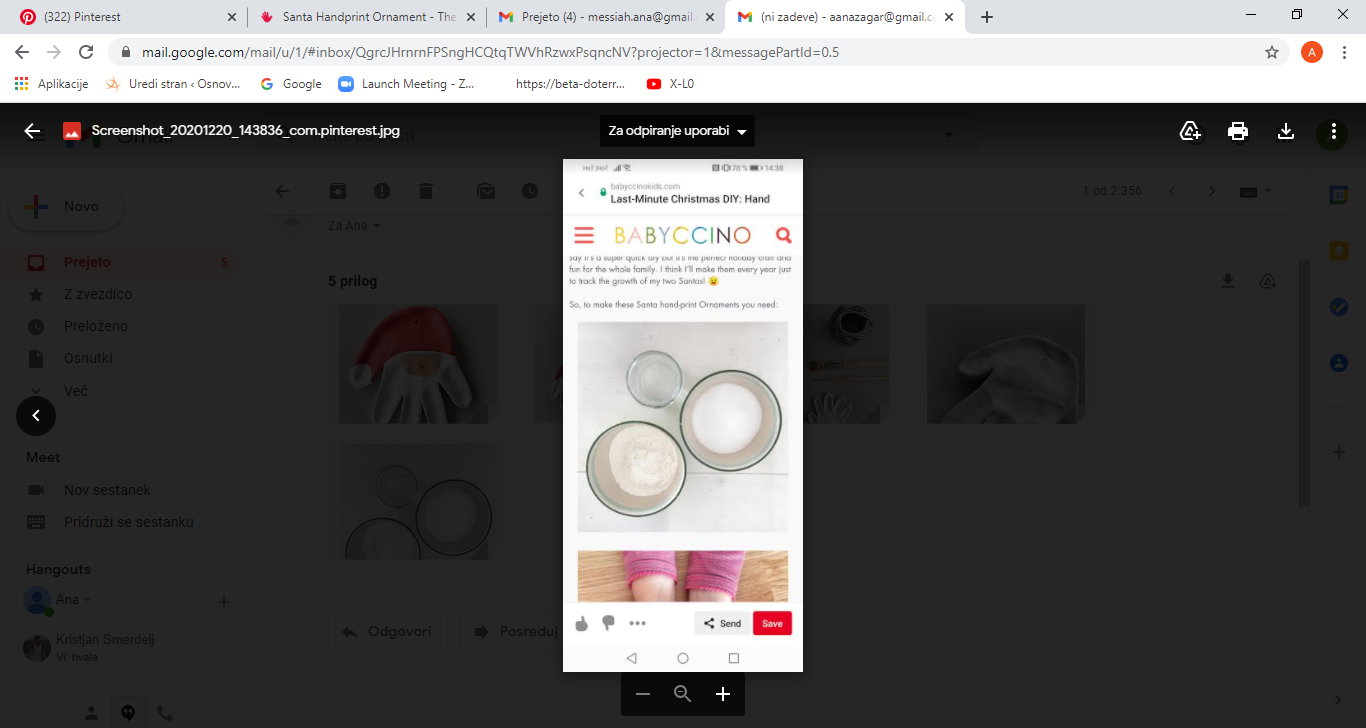 (322) Pinterest
Santa Handprint Ornament - The
Prejeto (4) - messiah.ana@gmail.
(ni zadeve) - aanazagar@gmail.co
mail.google.com/mail/u/1/#inbox/QgrcJHrnrnFPSngHCQtqTWVhRzwxPsqncNV?projector=1&messagePartId=0.5
A
Aplikacije
Uredi stran ‹ Osnov...
Google
Launch Meeting - Z...
https://beta-doterr...
X-L0
Screenshot_20201220_143836_com.pinterest.jpg
Za odpiranje uporabi
Novo
1 od 2.356
Za Ana
Prejeto 5
Z zvezdico
Preloženo
Osnutki
Več
5 prilog
Meet
Nov sestanek
Pridruži se sestanku
Hangouts
Ana
Kristjan Smerdelj
Vi: hvala
Odgovori
Posreduj
78 % 14:38
babyccinokids.com
Last-Minute Christmas DIY: Hand
BABYCCINO
say it's a super quick diy but it's the perfect holiday craft and
fun for the whole family. I think I'll make them every year just
to track the growth of my two Santas!
So, to make these Santa hand-print Ornaments you need:
Send
Save